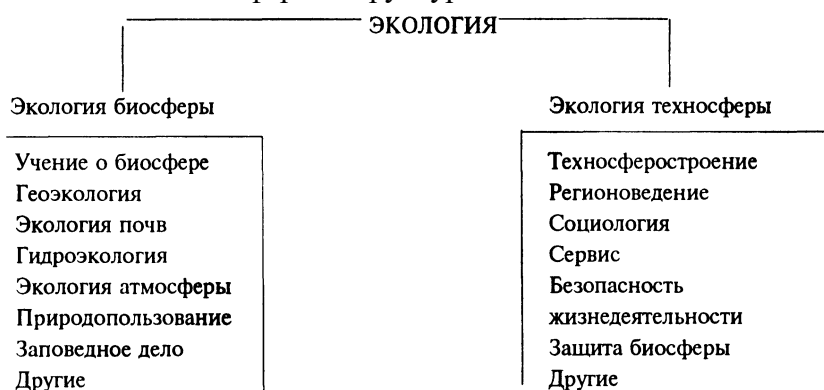 ЭКОЛОГИЯ
Экология биосферы
Учение о биосфере
Геоэкология
Экология почв
Гидроэкология
Экология атмосферы
Природопользование
Заповедное дело
Другие
Экология техносферы
Техносферостроение
Регионоведение
Социология
Сервис
Безопасность
жизнедеятельности
Защита биосферы
Другие